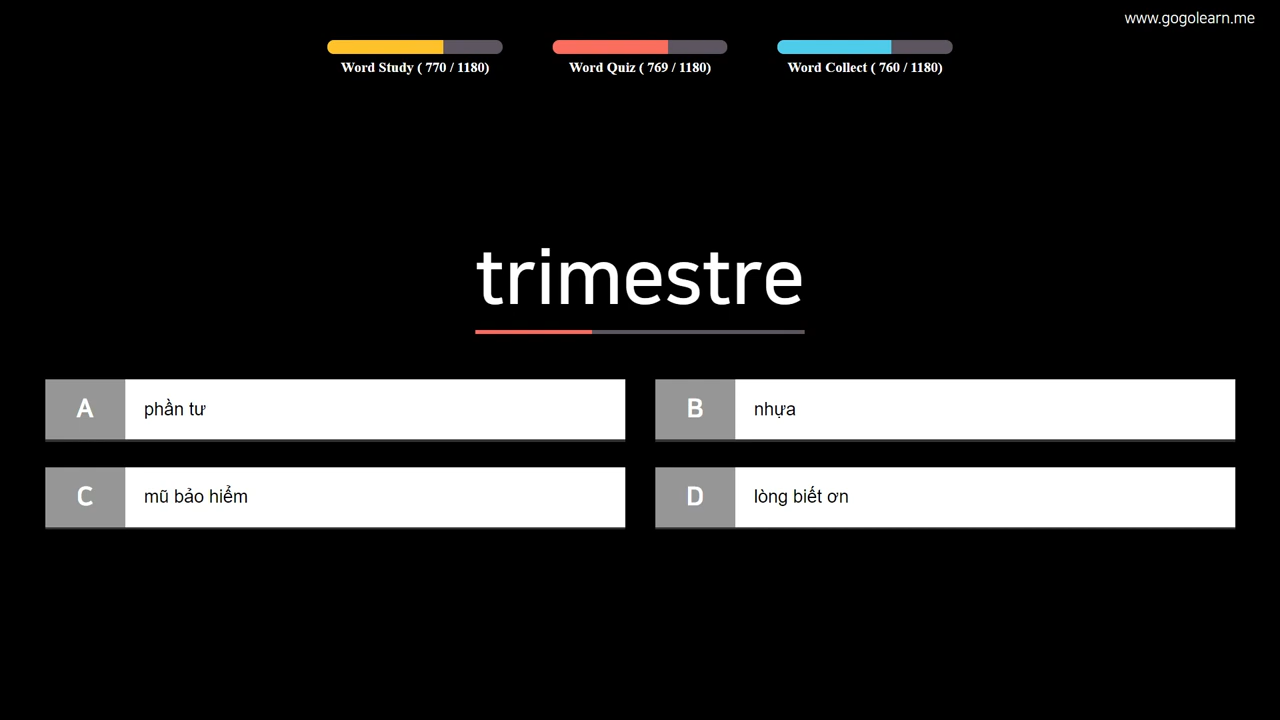 www.gogolearn.me
Word Study ( 770 / 1180)
Word Quiz ( 769 / 1180)
Word Collect ( 760 / 1180)
trimestre
A phần tư
B nhựa
C mũ bảo hiểm
D lòng biết ơn